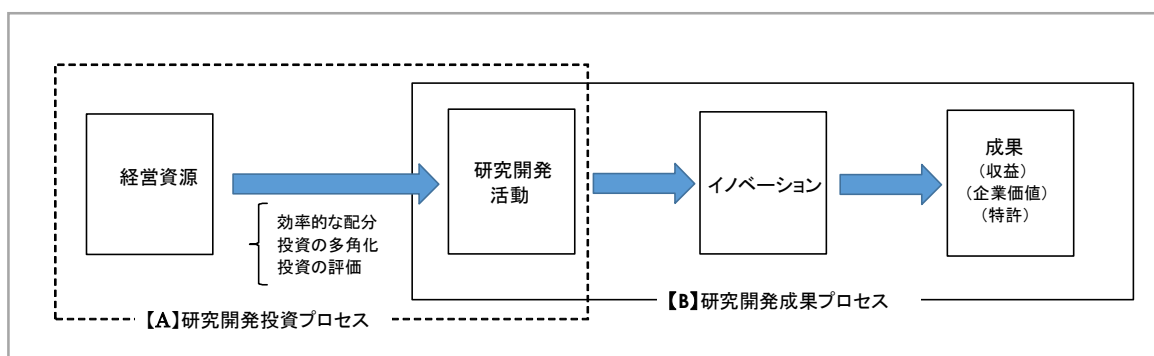 経営資源
効率的な配分
投資の多角化
投資の評価
研究開発
活動
イノベーション
成果
（収益）
（企業価値）
（特許）
【A】研究開発投資プロセス
【B】研究開発成果プロセス